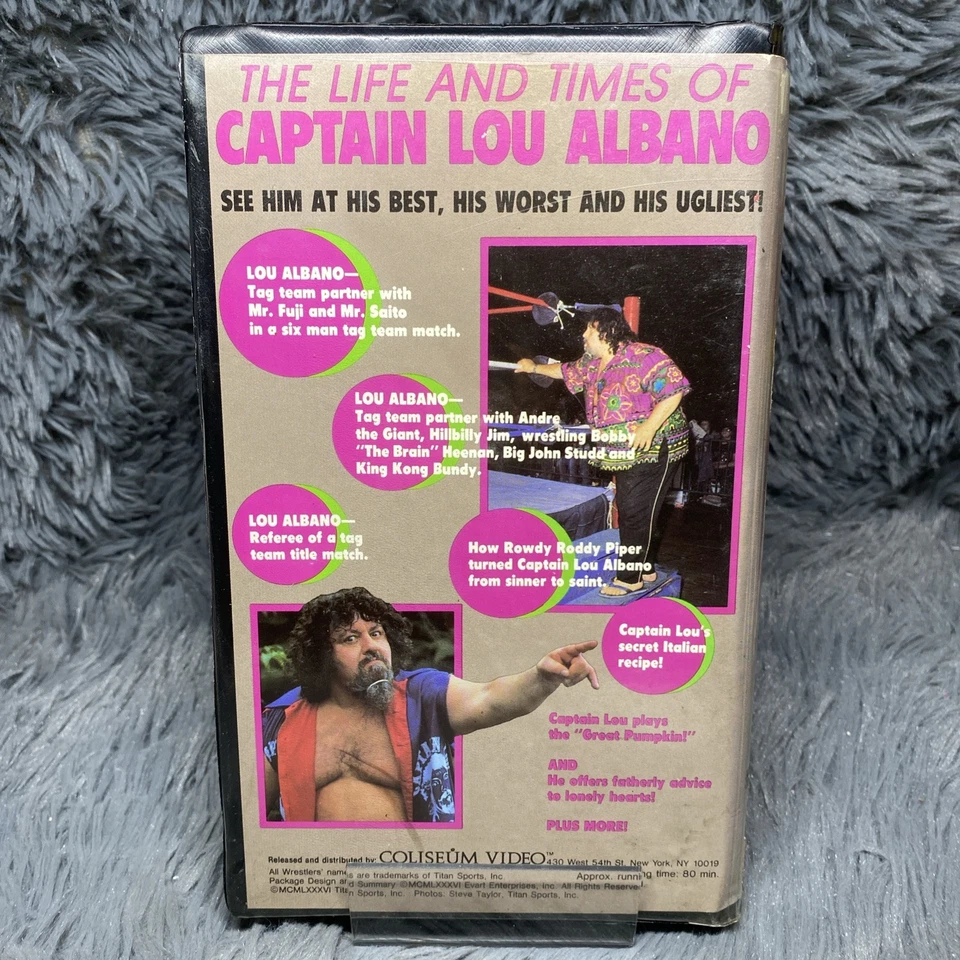 THE LIFE AND TIMES OF
CAPTAIN LOU ALBANO
SEE HIM AT HIS BEST, HIS WORST AND HIS UGLIEST!
LOU ALBANO—
Tag team partner with
Mr. Fuji and Mr. Saito
in a six man tag team match.
LOU ALBANO—
Tag team partner with Andre
the Giant, Hillbilly Jim, wrestling Bobby
"The Brain" Heenan, Big John Studd and
King Kong Bundy.
LOU ALBANO—
Referee of a tag
team title match.
How Rowdy Roddy Piper
turned Captain Lou Albano
from sinner to saint.
Captain Lou's
secret Italian
recipe!
Captain Lou plays
the "Great Pumpkin!"
AND
He offers fatherly advice
to lonely hearts!
PLUS MORE!
Released and distributed by: COLISEÚM VIDEO™ 430 West 54th St. New York, NY 10019
All Wrestlers' names are trademarks of Titan Sports, Inc. Approx. running time: 80 min.
Package Design and Summary ©MCMLXXXVI Evart Enterprises, Inc. All Rights Reserved
©MCMLXXXVI Titan Sports, Inc. Photos: Steve Taylor, Titan Sports, Inc.